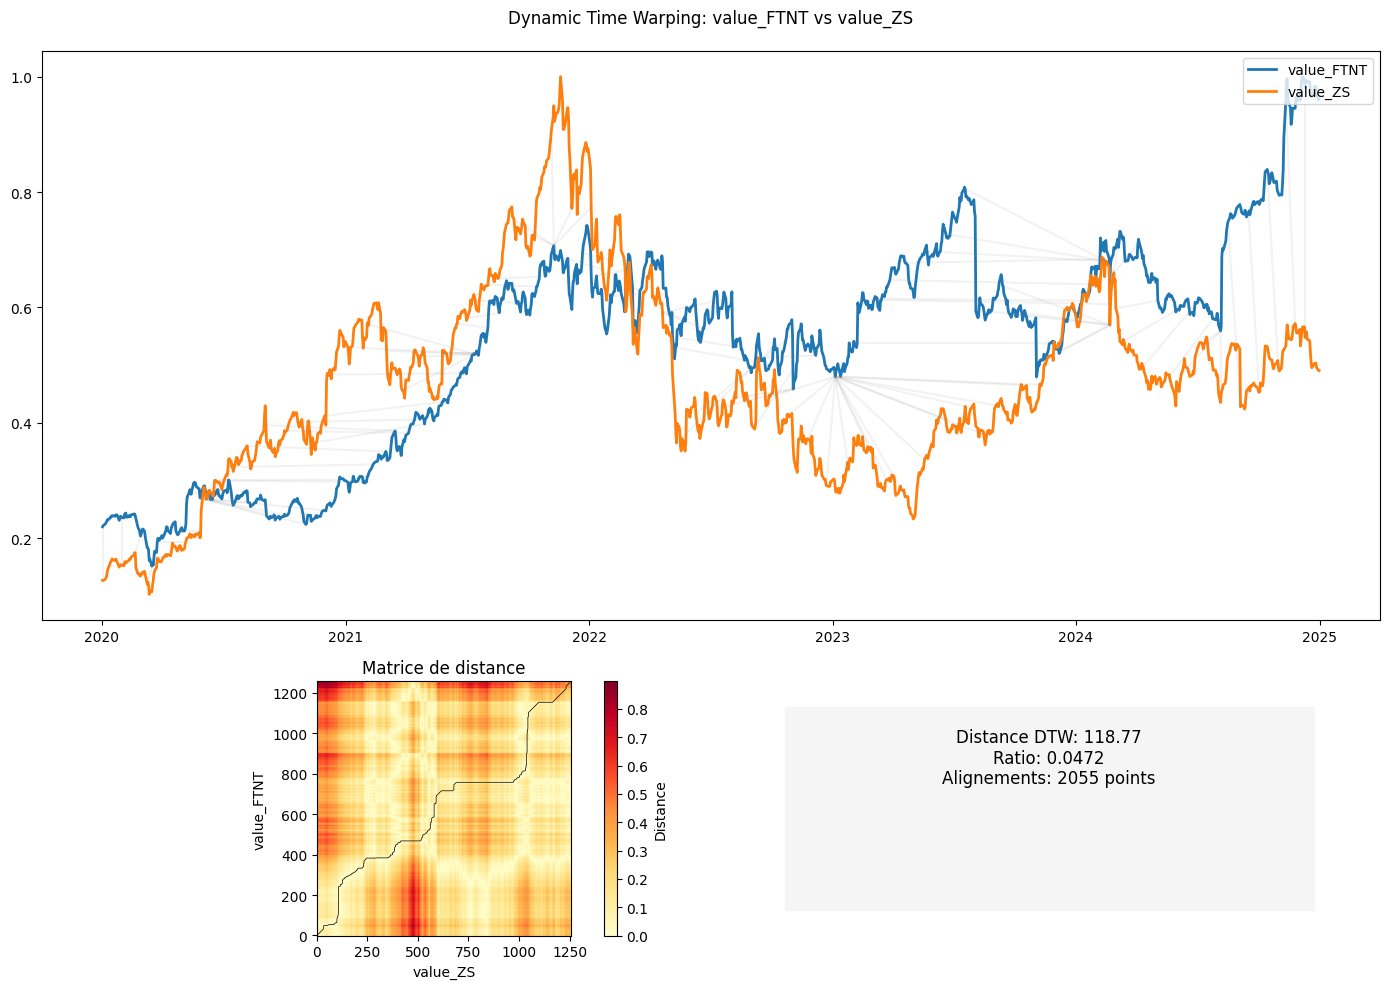 Dynamic Time Warping: value_FTNT vs value_ZS
value_FTNT
value_ZS
1.0
0.8
0.6
0.4
0.2
2020 2021 2022 2023 2024 2025
Matrice de distance
value_FTNT
1200
1000
800
600
400
200
0
0 250 500 750 1000 1250
value_ZS
0.8
0.7
0.6
0.5
0.4
0.3
0.2
0.1
0.0
Distance
Distance DTW: 118.77
Ratio: 0.0472
Alignements: 2055 points